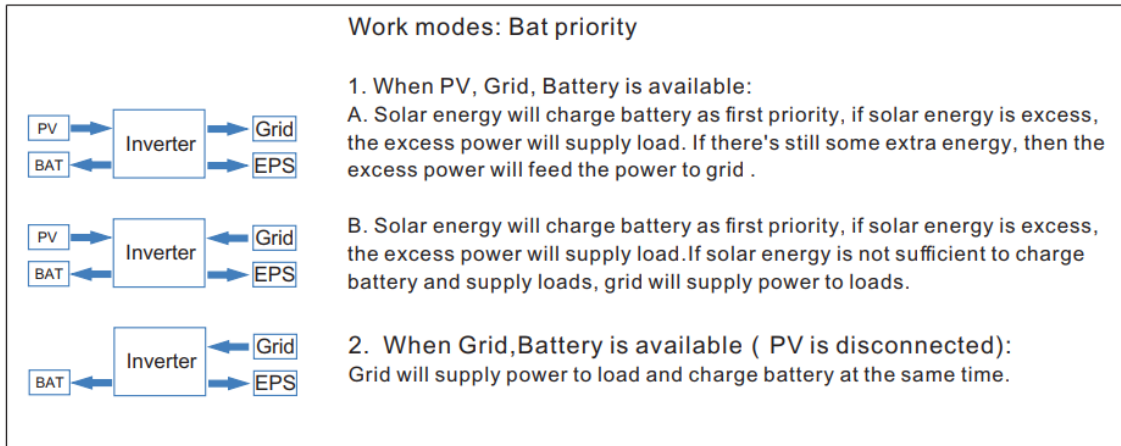 Work modes: Bat priority
1. When PV, Grid, Battery is available:
A. Solar energy will charge battery as first priority, if solar energy is excess,
the excess power will supply load. If there's still some extra energy, then the
excess power will feed the power to grid .
PV
BAT
Inverter
Grid
EPS
B. Solar energy will charge battery as first priority, if solar energy is excess,
the excess power will supply load.If solar energy is not sufficient to charge
battery and supply loads, grid will supply power to loads.
PV
BAT
Inverter
Grid
EPS
2. When Grid,Battery is available ( PV is disconnected):
Grid will supply power to load and charge battery at the same time.
BAT
Inverter
Grid
EPS